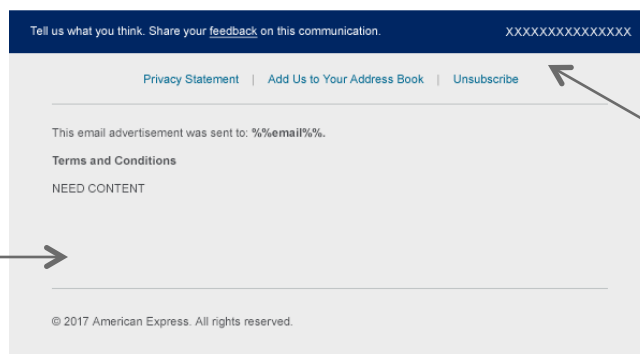 Tell us what you think. Share your feedback on this communication. XXXXXXXXXXXXXXX
Privacy Statement | Add Us to Your Address Book | Unsubscribe
This email advertisement was sent to: %%email%%.
Terms and Conditions
NEED CONTENT
© 2017 American Express. All rights reserved.